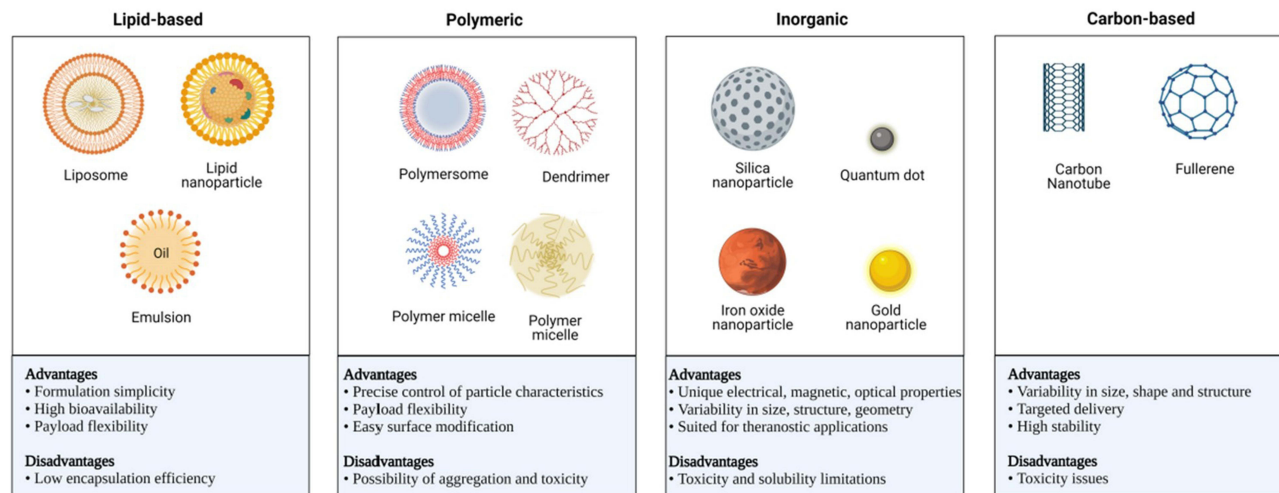 Lipid-based
Liposome
Lipid
nanoparticle
Oil
Emulsion
Advantages
• Formulation simplicity
• High bioavailability
• Payload flexibility
Disadvantages
• Low encapsulation efficiency
Polymeric
Polymersome
Dendrimer
Polymer micelle
Polymer
micelle
Advantages
• Precise control of particle characteristics
• Payload flexibility
• Easy surface modification
Disadvantages
• Possibility of aggregation and toxicity
Inorganic
Silica
nanoparticle
Quantum dot
Iron oxide
nanoparticle
Gold
nanoparticle
Advantages
• Unique electrical, magnetic, optical properties
• Variability in size, structure, geometry
• Suited for theranostic applications
Disadvantages
• Toxicity and solubility limitations
Carbon-based
Carbon
Nanotube
Fullerene
Advantages
• Variability in size, shape and structure
• Targeted delivery
• High stability
Disadvantages
• Toxicity issues